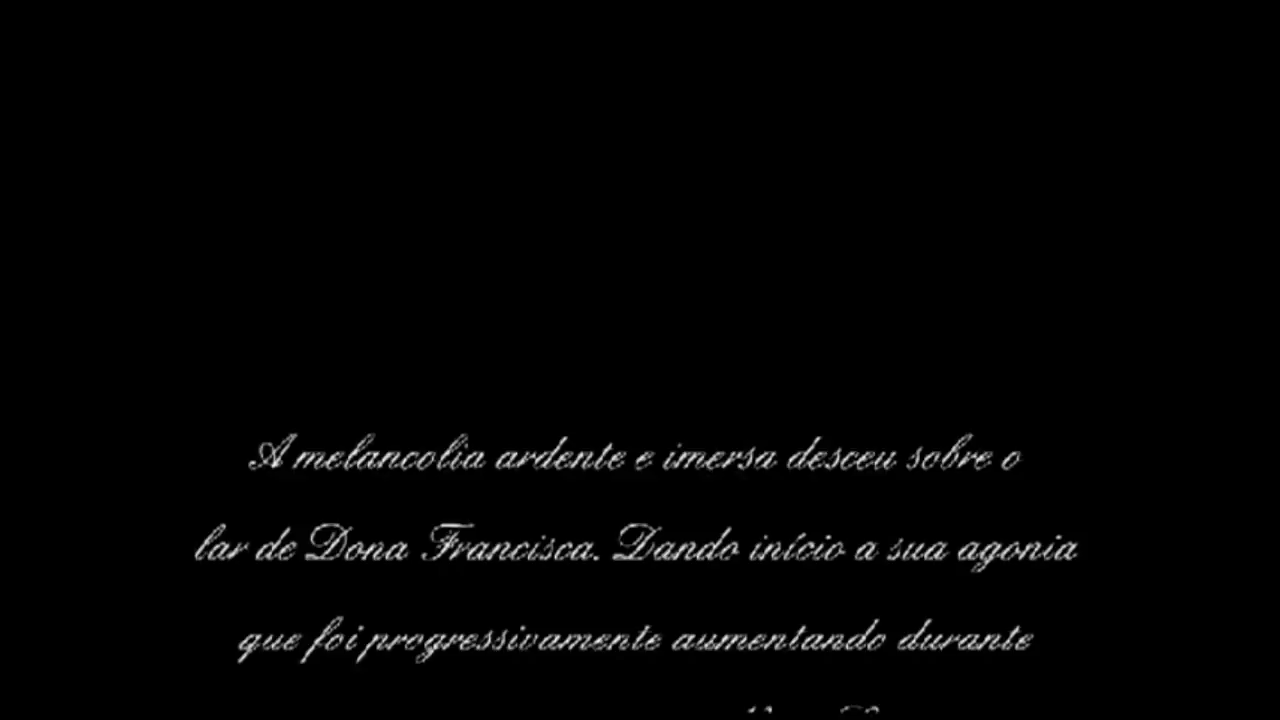 A melancolia ardente e imersa desceu sobre o
lar de Dona Francisca. Dando início a sua agonia
que foi progressivamente aumentando durante